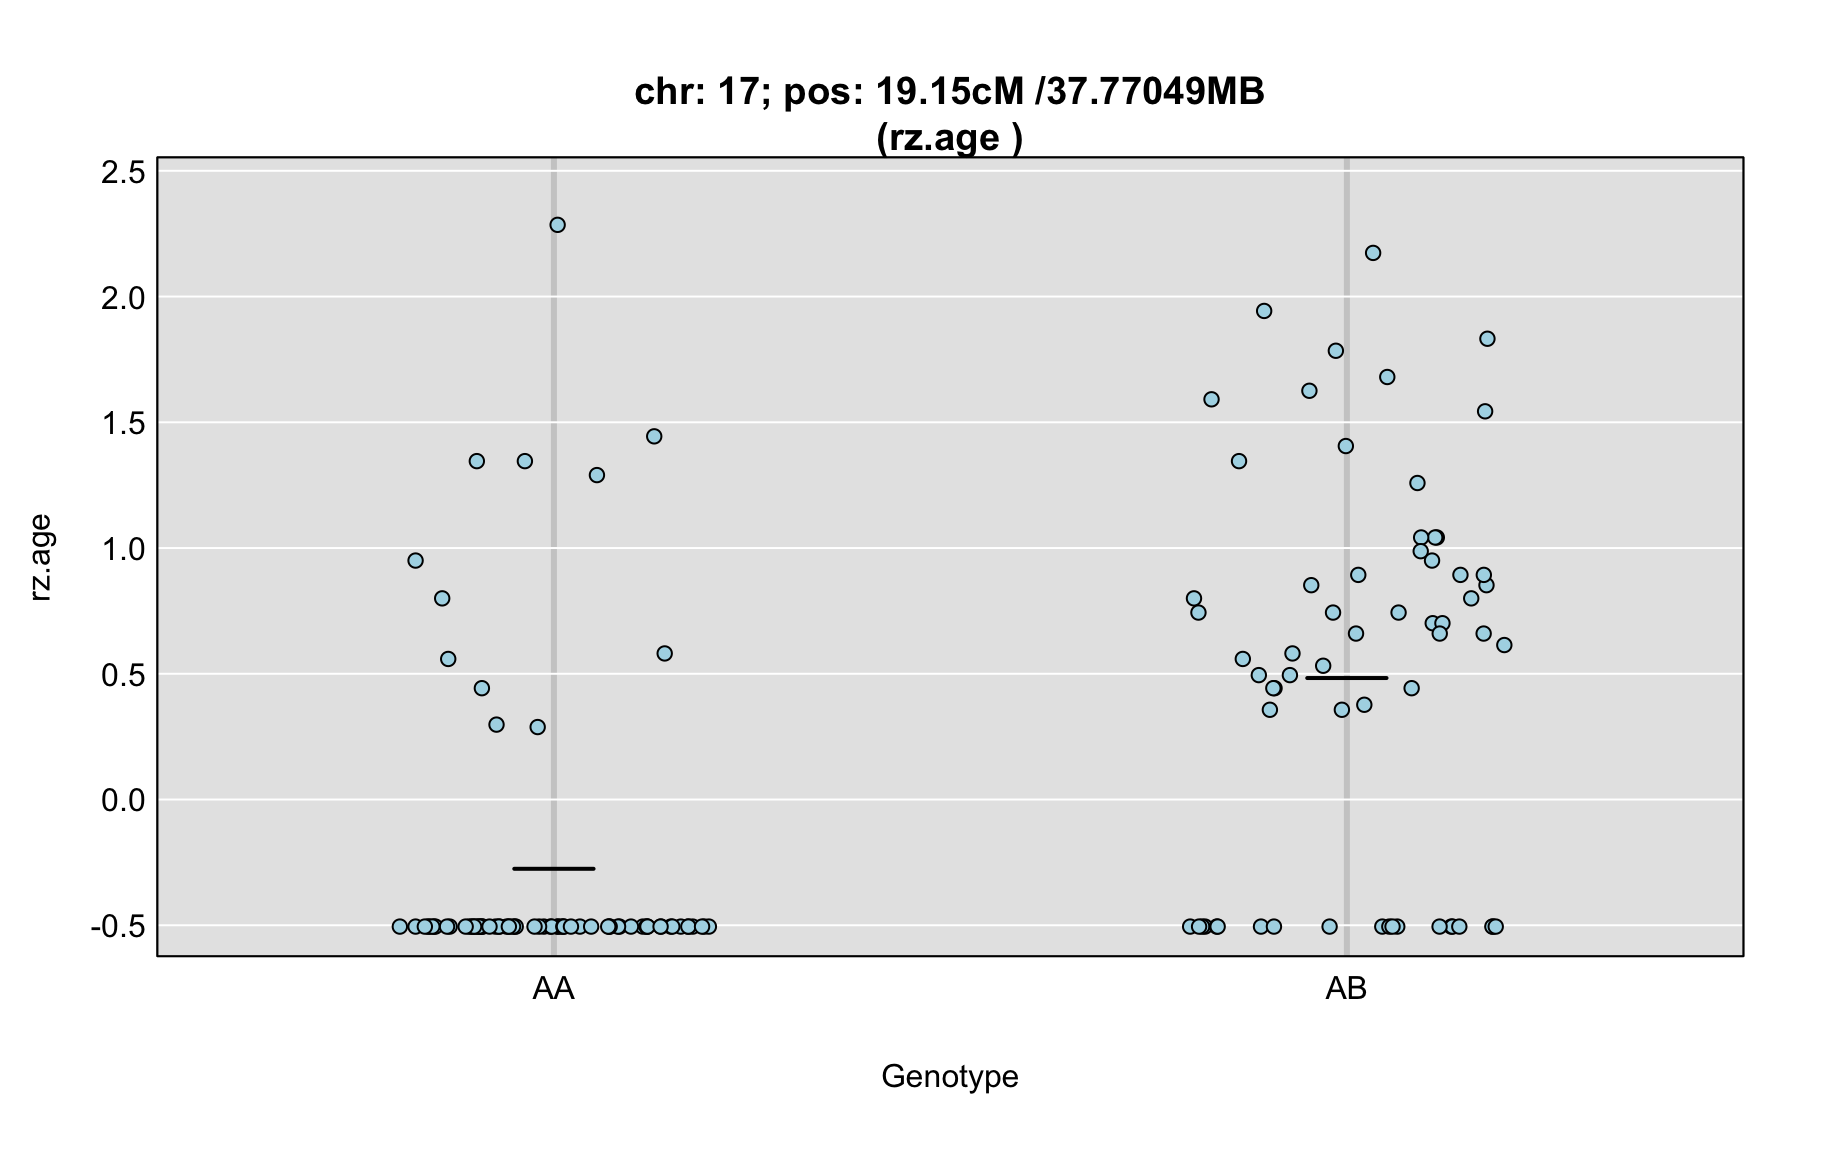 chr: 17; pos: 19.15cM /37.77049MB
(rz.age )
2.5
2.0
1.5
1.0
0.5
0.0
-0.5
rz.age
AA
AB
Genotype